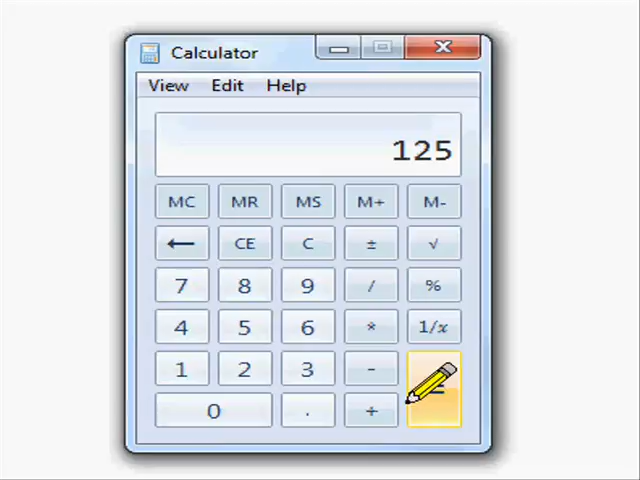 Calculator
View Edit Help
125
MC MR MS M+ M-
← CE C ± √
7 8 9 / %
4 5 6 * 1/x
1 2 3 - =
0 . +